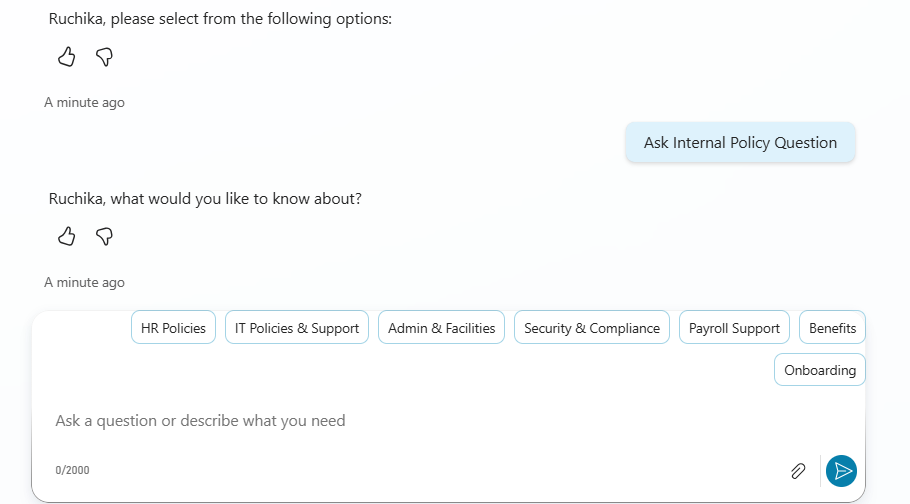 Ruchika, please select from the following options:
A minute ago
Ask Internal Policy Question
Ruchika, what would you like to know about?
A minute ago
HR Policies IT Policies & Support Admin & Facilities Security & Compliance Payroll Support Benefits
Onboarding
Ask a question or describe what you need
0/2000